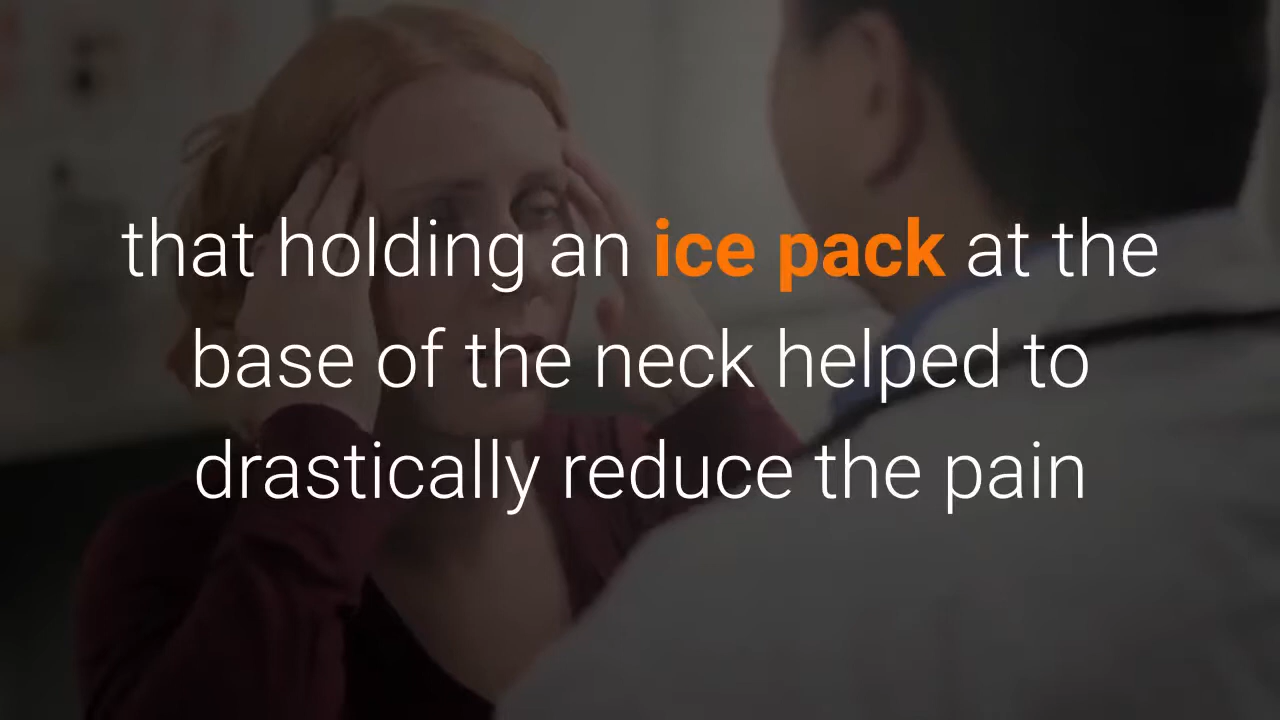 that holding an ice pack at the
base of the neck helped to
drastically reduce the pain